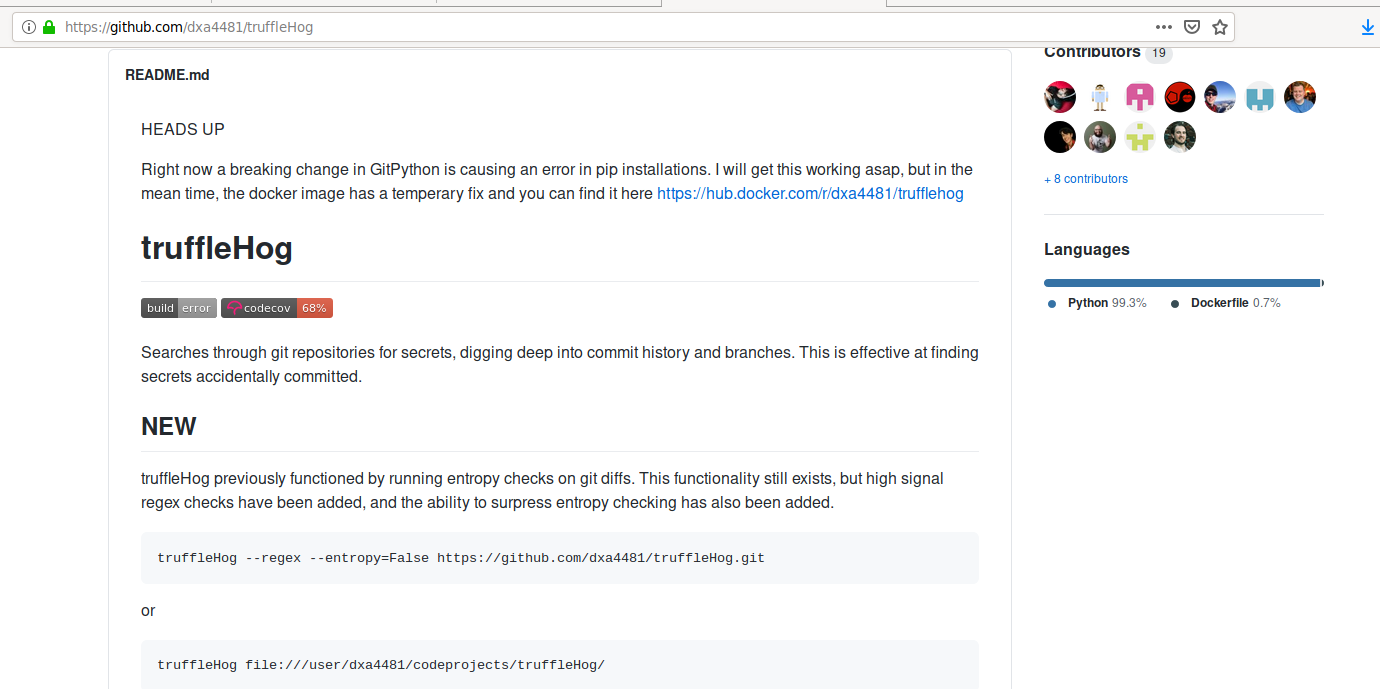 https://github.com/dxa4481/truffleHog
Contributors 19
README.md
HEADS UP
Right now a breaking change in GitPython is causing an error in pip installations. I will get this working asap, but in the
mean time, the docker image has a temperary fix and you can find it here https://hub.docker.com/r/dxa4481/trufflehog
truffleHog
build error codecov 68%
Searches through git repositories for secrets, digging deep into commit history and branches. This is effective at finding
secrets accidentally committed.
NEW
truffleHog previously functioned by running entropy checks on git diffs. This functionality still exists, but high signal
regex checks have been added, and the ability to surpress entropy checking has also been added.
truffleHog --regex --entropy=False https://github.com/dxa4481/truffleHog.git
or
truffleHog file:///user/dxa4481/codeprojects/truffleHog/
+ 8 contributors
Languages
Python 99.3% Dockerfile 0.7%